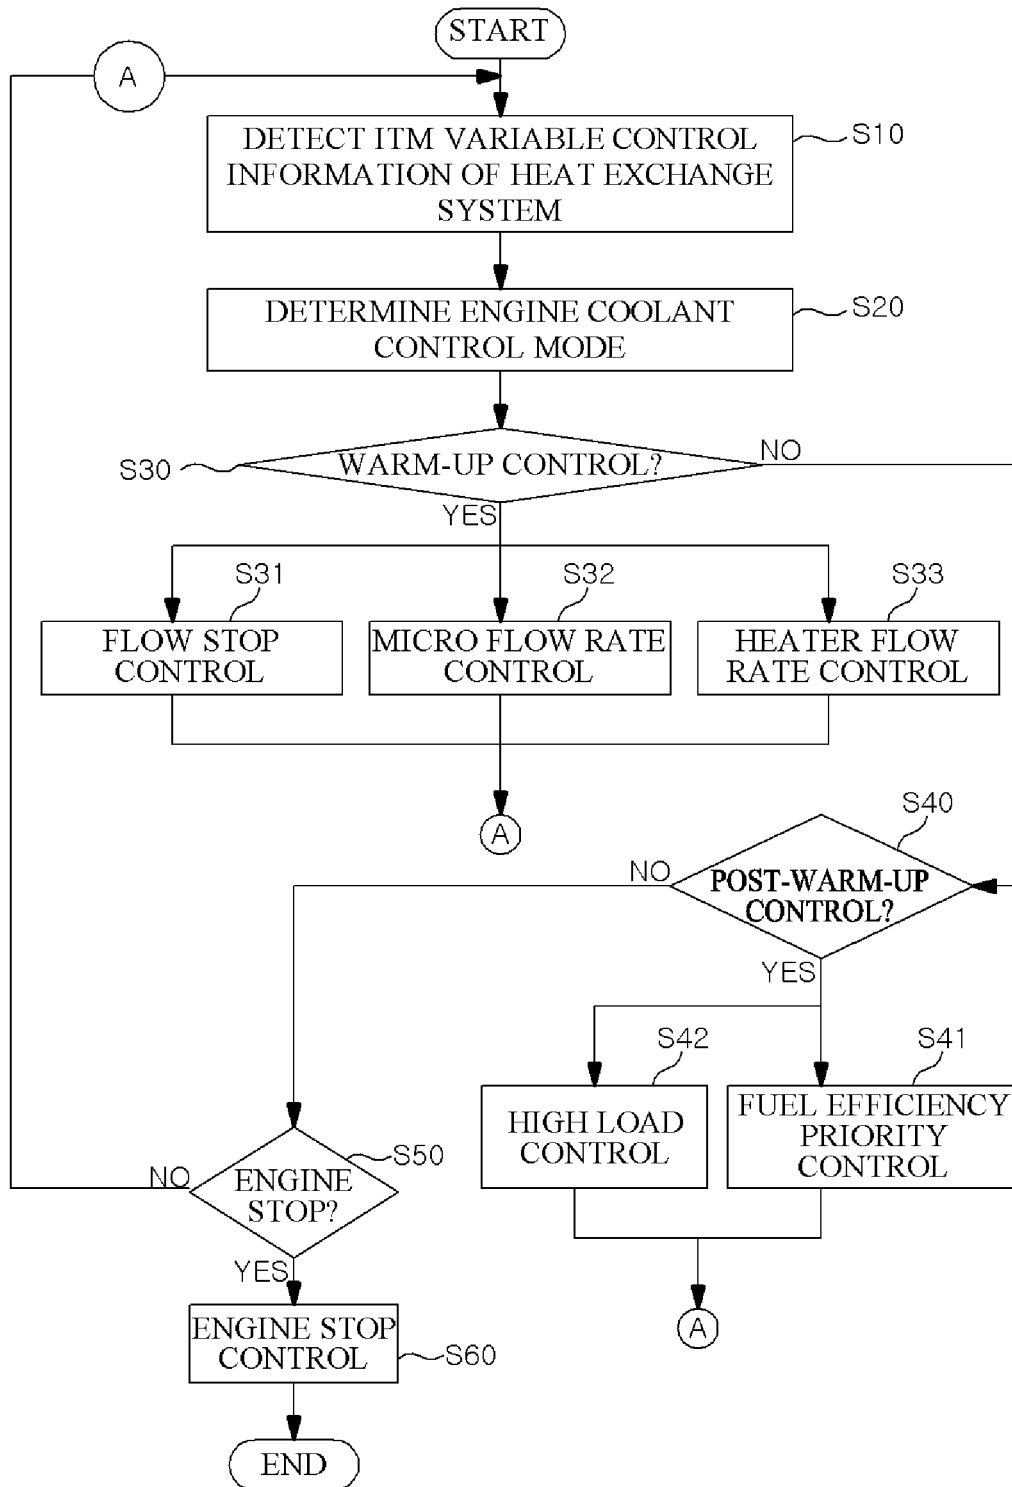 START
A
DETECT ITM VARIABLE CONTROL
INFORMATION OF HEAT EXCHANGE
SYSTEM
S10
DETERMINE ENGINE COOLANT
CONTROL MODE
S20
S30
WARM-UP CONTROL?
NO
YES
S31
S32
S33
FLOW STOP
CONTROL
MICRO FLOW RATE
CONTROL
HEATER FLOW
RATE CONTROL
A
S40
NO
POST-WARM-UP
CONTROL?
YES
S42
S41
HIGH LOAD
CONTROL
FUEL EFFICIENCY
PRIORITY
CONTROL
S50
NO
ENGINE
STOP?
YES
A
ENGINE STOP
CONTROL
S60
END